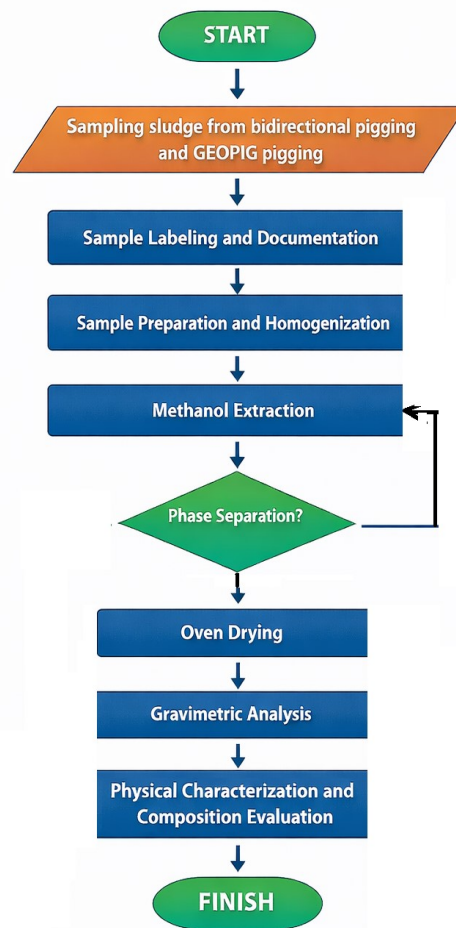 START
Sampling sludge from bidirectional pigging
and GEOPIG pigging
Sample Labeling and Documentation
Sample Preparation and Homogenization
Methanol Extraction
Phase Separation?
Oven Drying
Gravimetric Analysis
Physical Characterization and
Composition Evaluation
FINISH